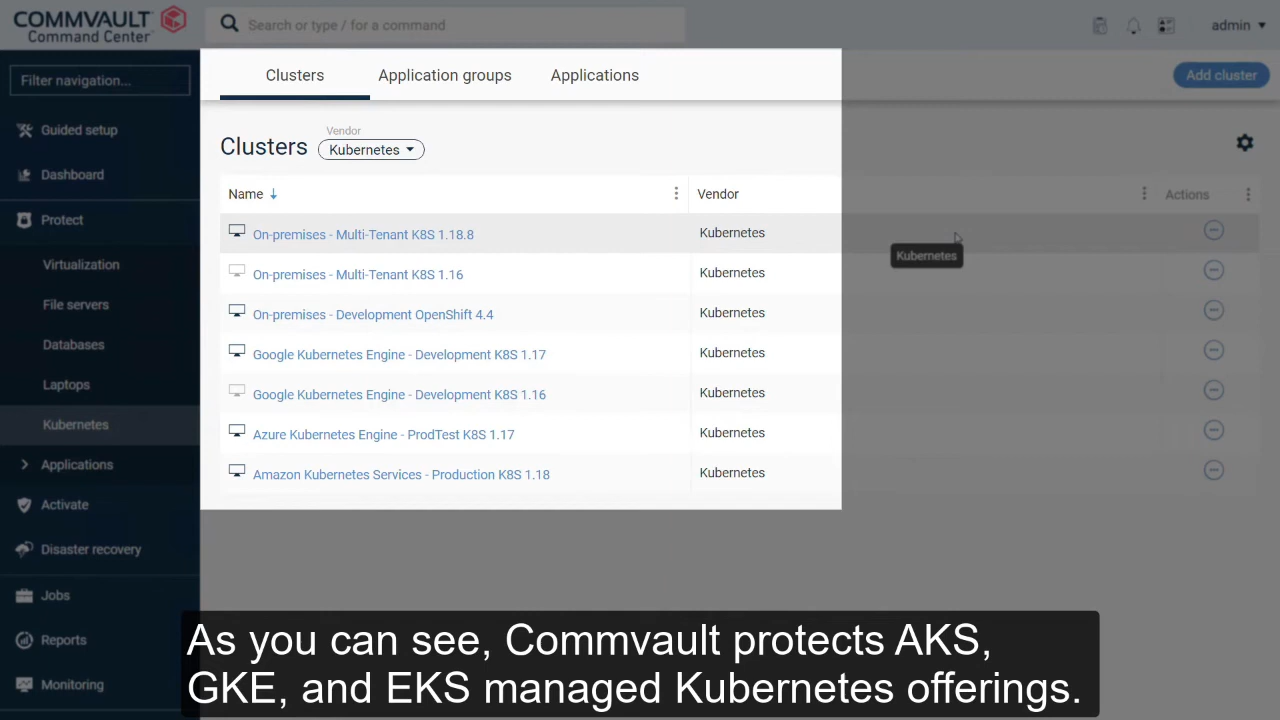 COMMVAULT
Command Center
Search or type / for a command
admin
Filter navigation...
Guided setup
Dashboard
Protect
Virtualization
File servers
Databases
Laptops
Kubernetes
Applications
Activate
Disaster recovery
Jobs
Reports
Monitoring
Clusters
Application groups
Applications
Add cluster
Clusters
Vendor
Kubernetes
Name
Vendor
Actions
On-premises - Multi-Tenant K8S 1.18.8
Kubernetes
Kubernetes
On-premises - Multi-Tenant K8S 1.16
Kubernetes
On-premises - Development OpenShift 4.4
Kubernetes
Google Kubernetes Engine - Development K8S 1.17
Kubernetes
Google Kubernetes Engine - Development K8S 1.16
Kubernetes
Azure Kubernetes Engine - ProdTest K8S 1.17
Kubernetes
Amazon Kubernetes Services - Production K8S 1.18
Kubernetes
As you can see, Commvault protects AKS,
GKE, and EKS managed Kubernetes offerings.